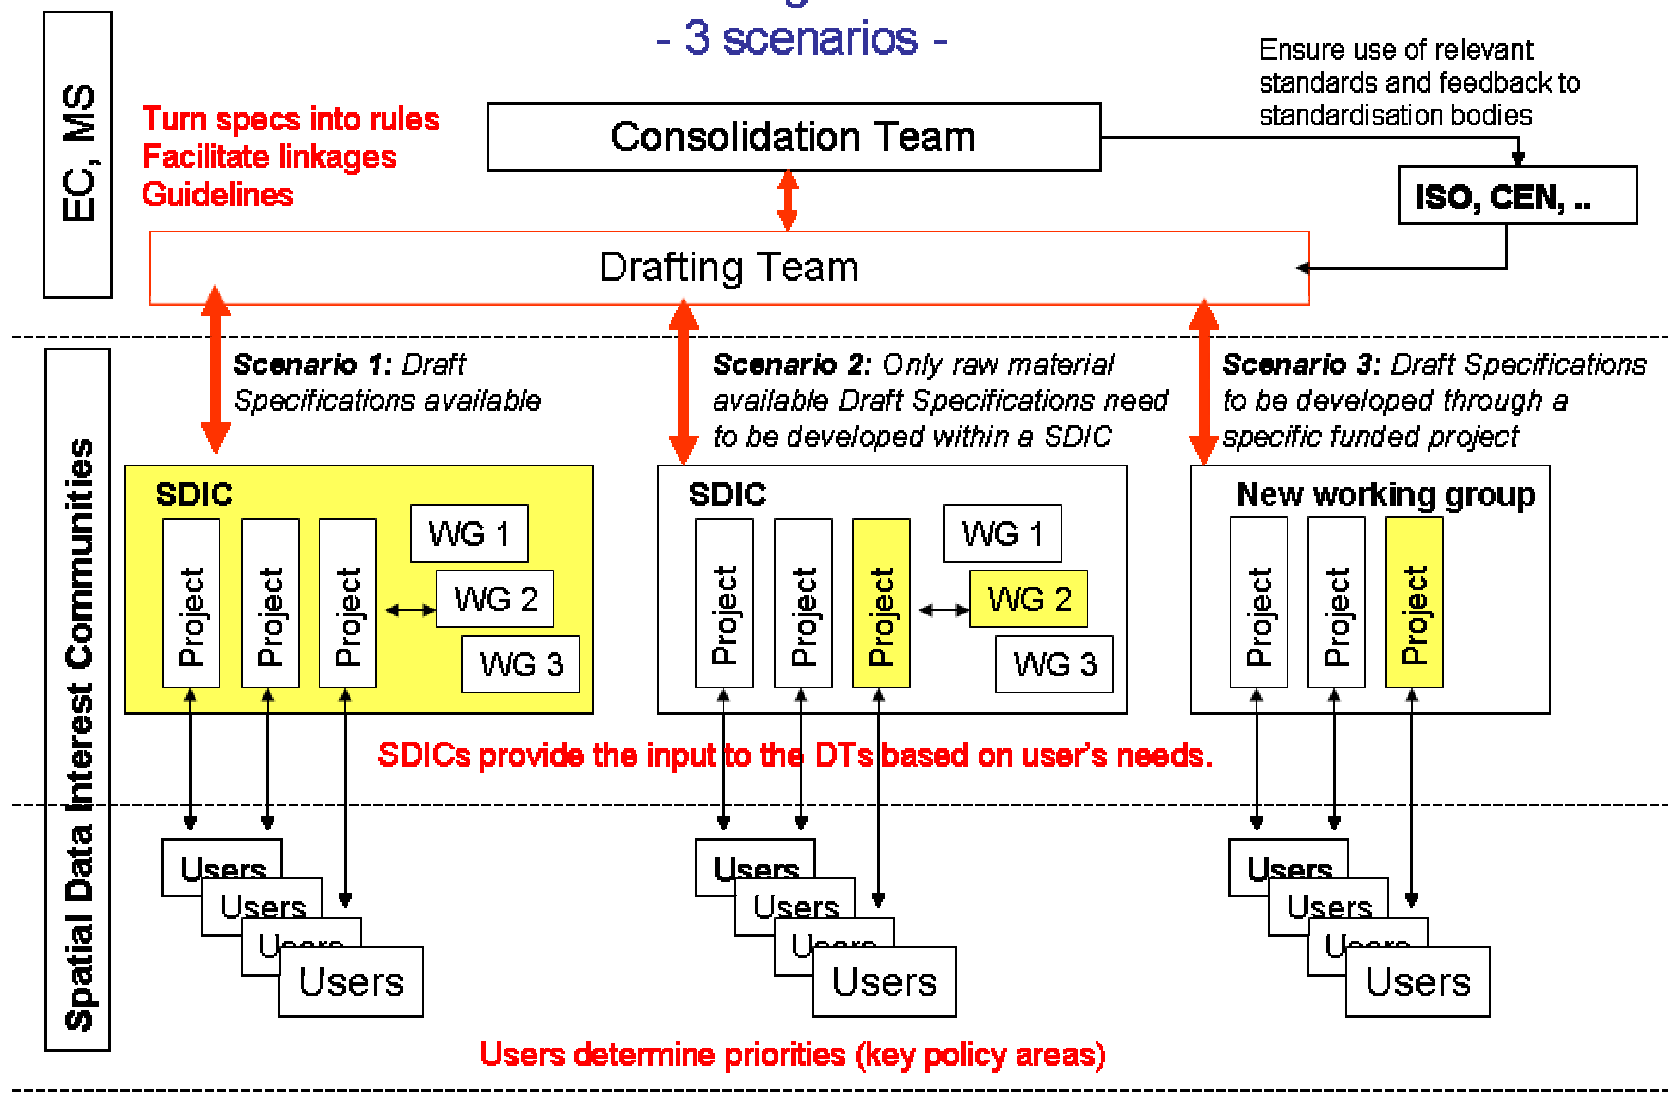 - 3 scenarios -
EC, MS
Turn specs into rules
Facilitate linkages
Guidelines
Consolidation Team
Ensure use of relevant
standards and feedback to
standardisation bodies
ISO, CEN, ..
Drafting Team
Spatial Data Interest Communities
Scenario 1: Draft
Specifications available
Scenario 2: Only raw material
available Draft Specifications need
to be developed within a SDIC
Scenario 3: Draft Specifications
to be developed through a
specific funded project
SDIC
Project
Project
Project
WG 1
WG 2
WG 3
SDIC
Project
Project
Project
WG 1
WG 2
WG 3
New working group
Project
Project
Project
SDICs provide the input to the DTs based on user's needs.
Users
Users
Users
Users
Users
Users
Users
Users
Users
Users
Users
Users
Users determine priorities (key policy areas)